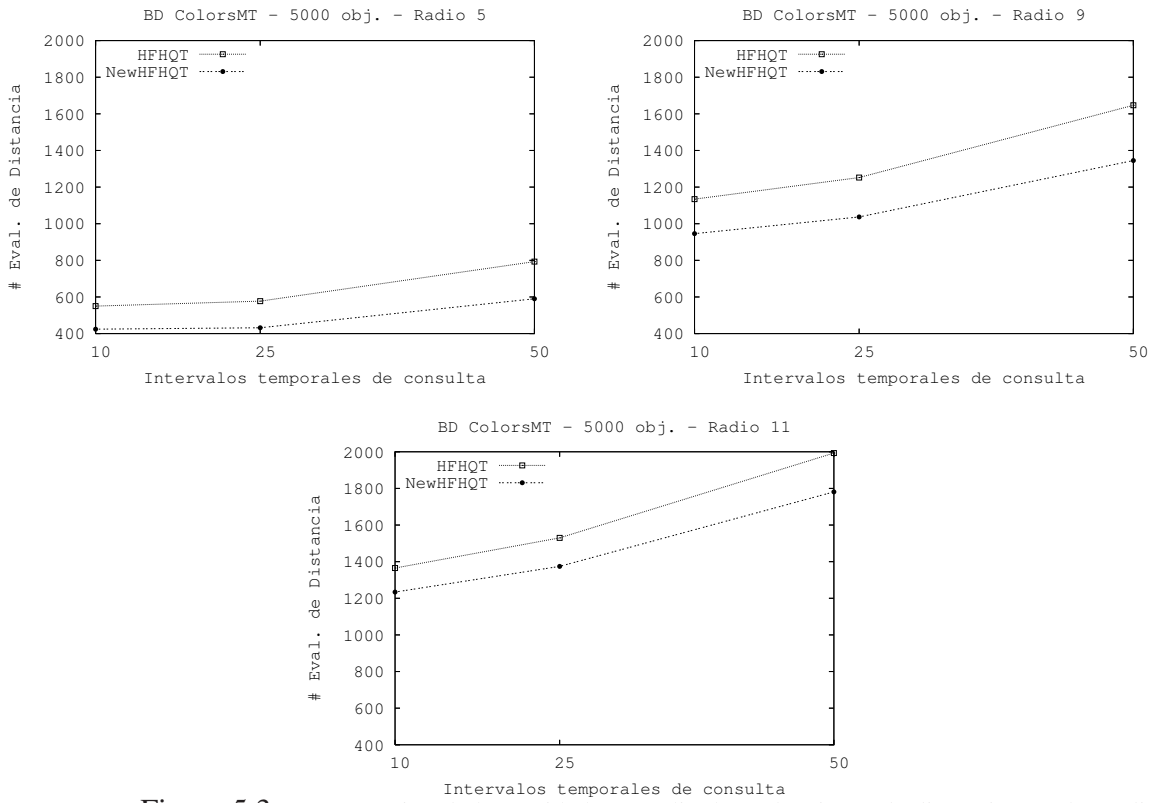 BD ColorsMT - 5000 obj. - Radio 5
2000
1800
1600
1400
1200
1000
800
600
400
# Eval. de Distancia
HFHQT
NewHFHQT
10 25 50
Intervalos temporales de consulta
BD ColorsMT - 5000 obj. - Radio 9
2000
1800
1600
1400
1200
1000
800
600
400
# Eval. de Distancia
HFHQT
NewHFHQT
10 25 50
Intervalos temporales de consulta
BD ColorsMT - 5000 obj. - Radio 11
2000
1800
1600
1400
1200
1000
800
600
400
# Eval. de Distancia
HFHQT
NewHFHQT
10 25 50
Intervalos temporales de consulta